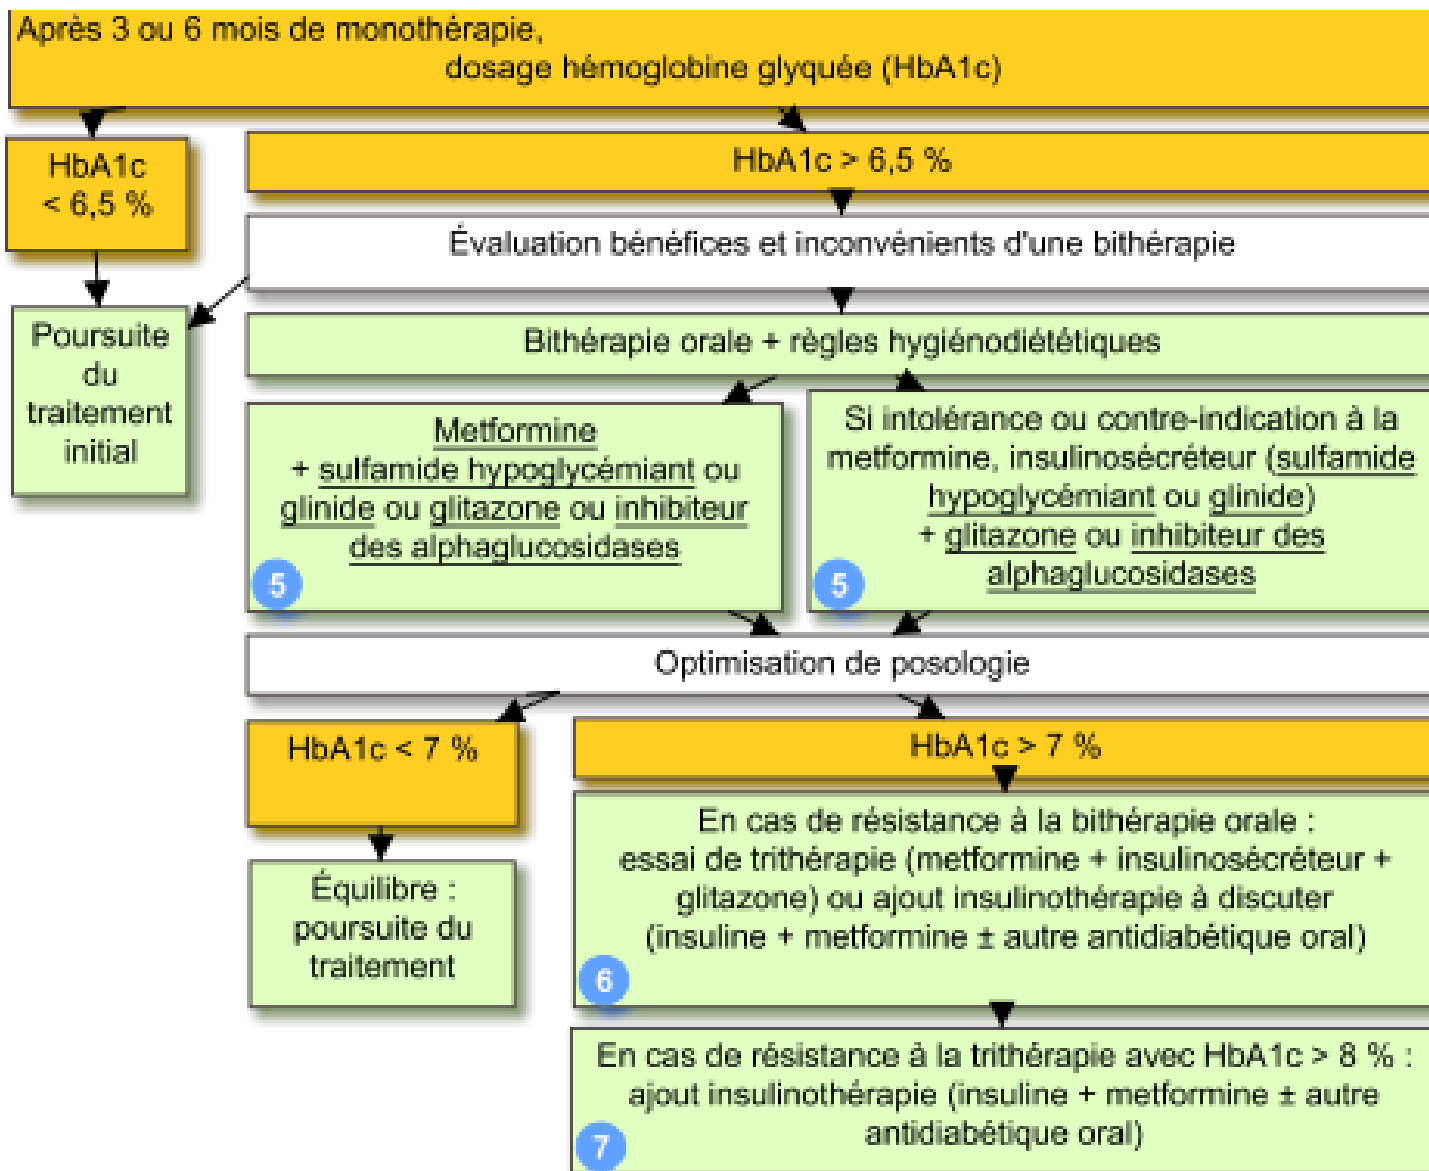 Après 3 ou 6 mois de monothérapie,
dosage hémoglobine glyquée (HbA1c)
HbA1c
< 6,5 %
HbA1c > 6,5 %
Évaluation bénéfices et inconvénients d'une bithérapie
Poursuite
du
traitement
initial
Bithérapie orale + règles hygiénodiététiques
Metformine
+ sulfamide hypoglycémiant ou
glinide ou glitazone ou inhibiteur
des alphaglucosidases
5
Si intolérance ou contre-indication à la
metformine, insulinosécréteur (sulfamide
hypoglycémiant ou glinide)
+ glitazone ou inhibiteur des
alphaglucosidases
5
Optimisation de posologie
HbA1c < 7 %
HbA1c > 7 %
Équilibre :
poursuite du
traitement
En cas de résistance à la bithérapie orale :
essai de trithérapie (metformine + insulinosécréteur +
glitazone) ou ajout insulinothérapie à discuter
(insuline + metformine ± autre antidiabétique oral)
6
En cas de résistance à la trithérapie avec HbA1c > 8 % :
ajout insulinothérapie (insuline + metformine ± autre
antidiabétique oral)
7